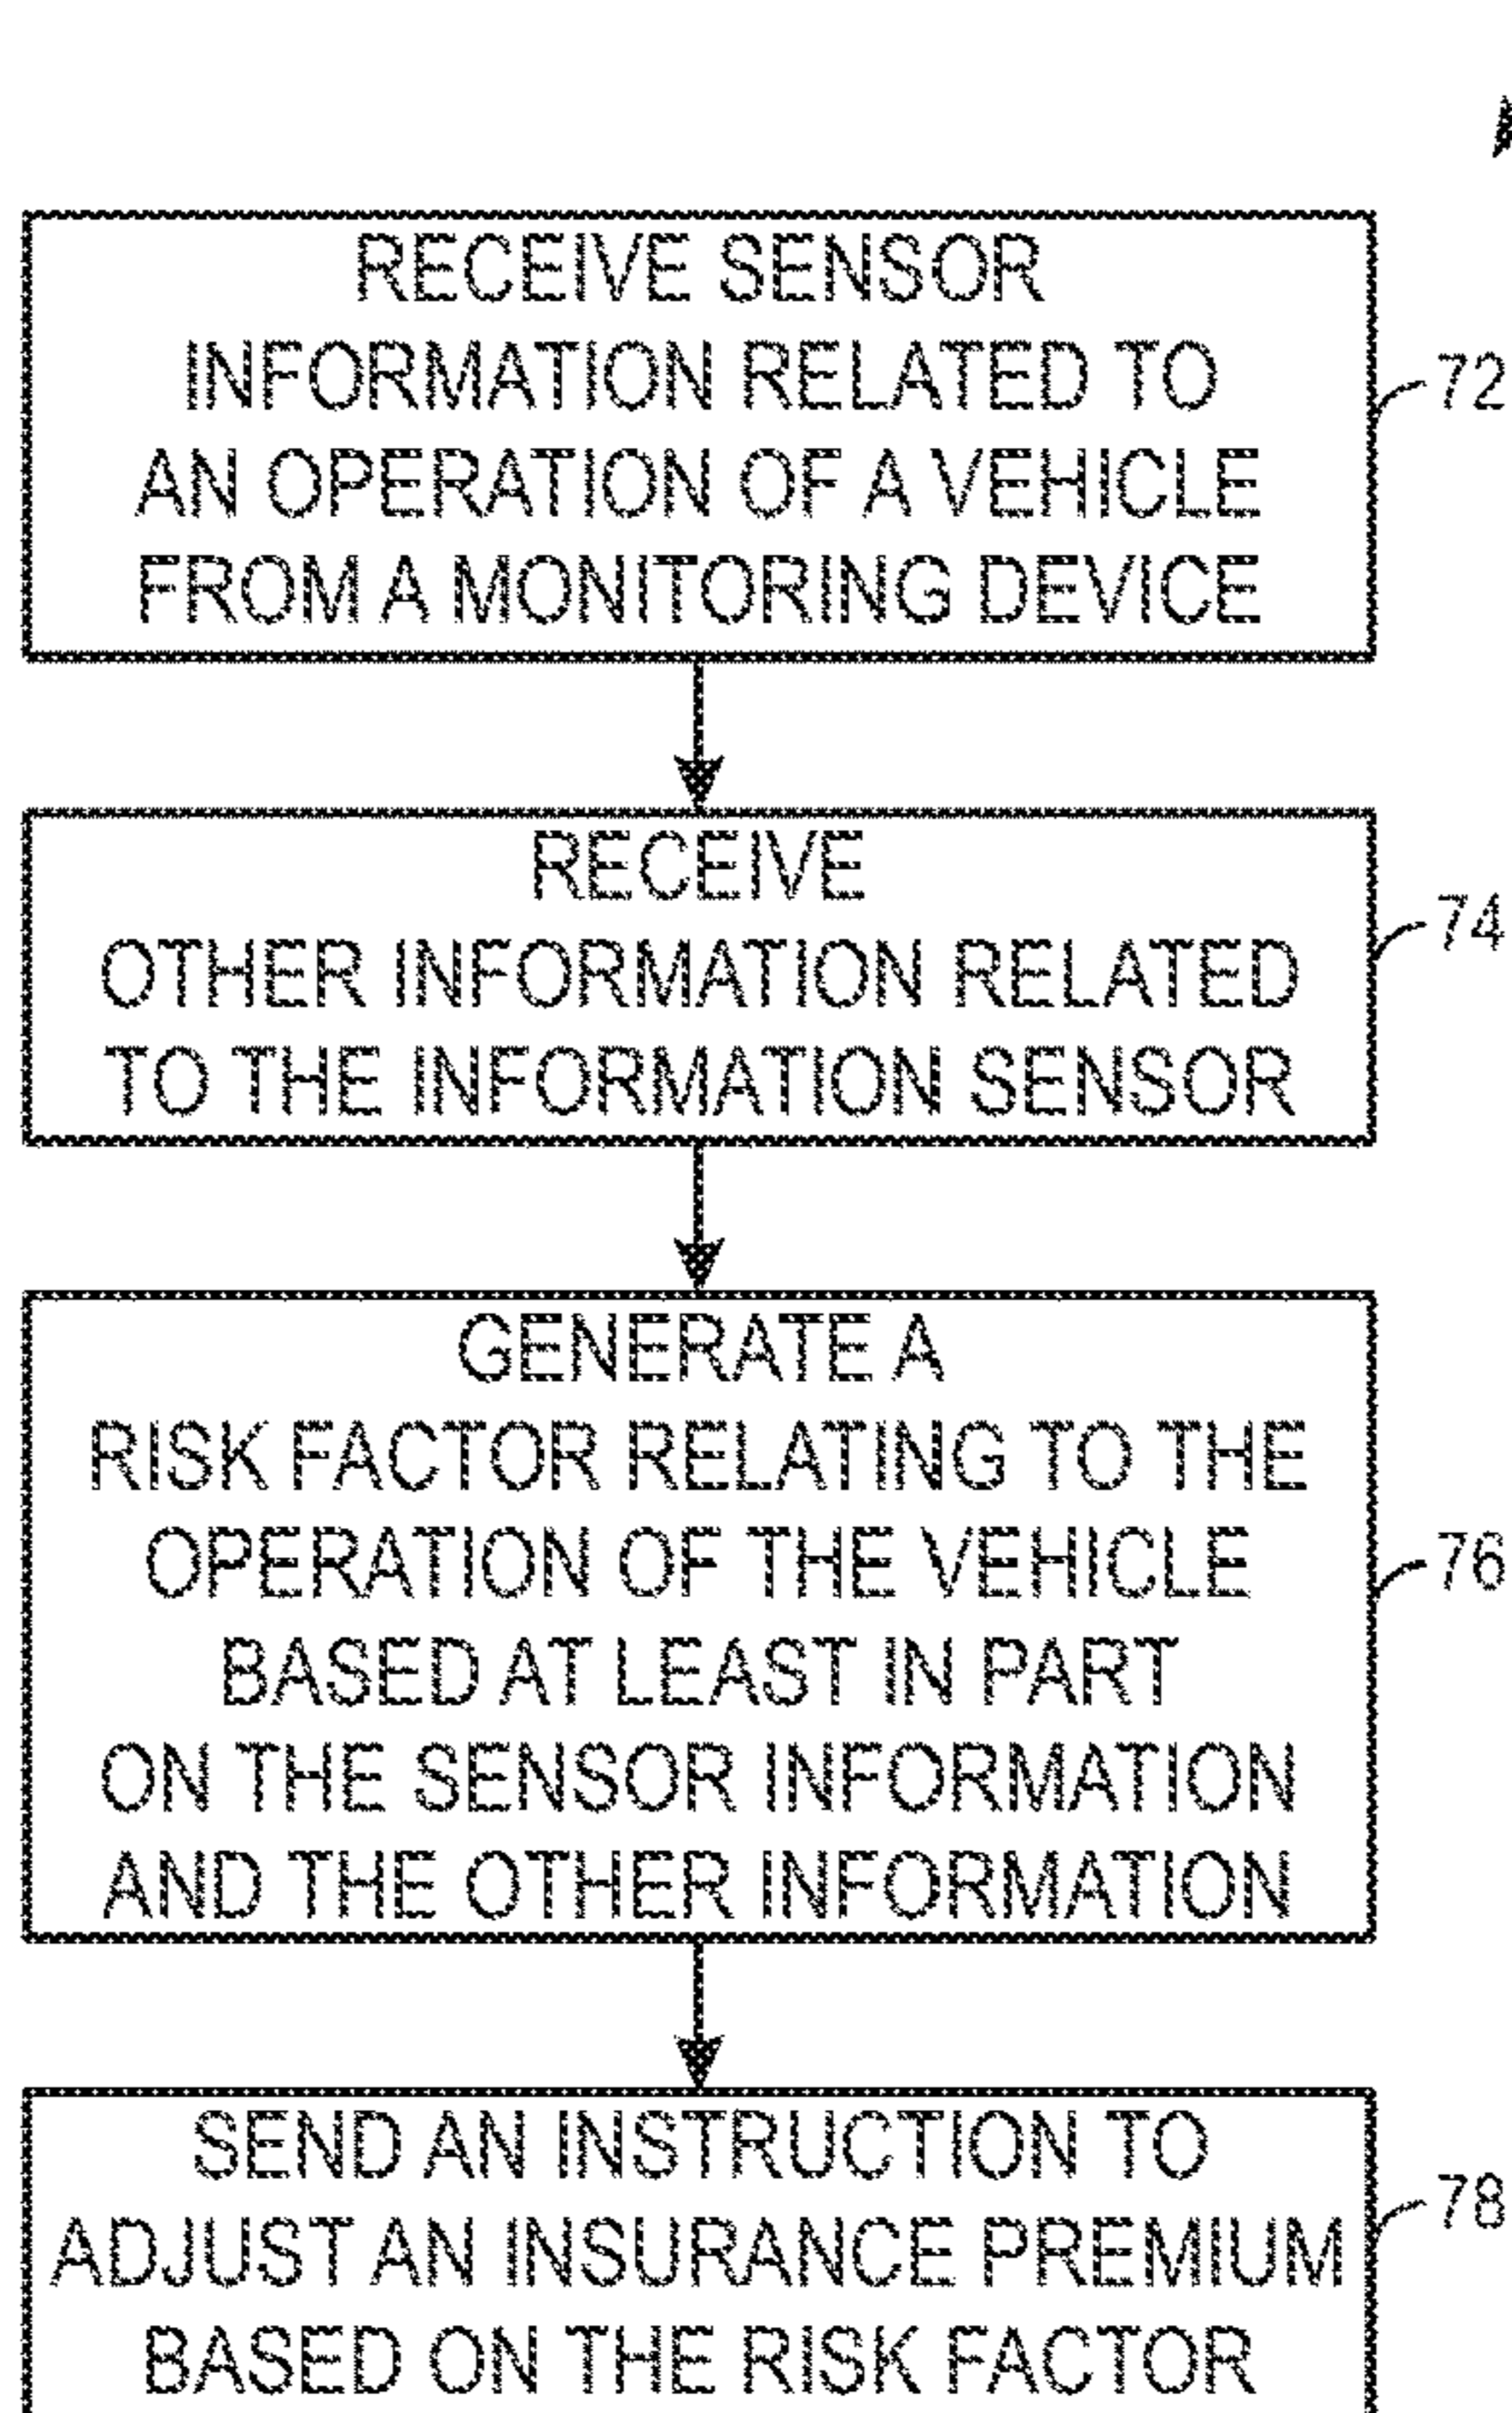 RECEIVE SENSOR
INFORMATION RELATED TO
AN OPERATION OF A VEHICLE
FROM A MONITORING DEVICE
72
RECEIVE
OTHER INFORMATION RELATED
TO THE INFORMATION SENSOR
74
GENERATE A
RISK FACTOR RELATING TO THE
OPERATION OF THE VEHICLE
BASED AT LEAST IN PART
ON THE SENSOR INFORMATION
AND THE OTHER INFORMATION
76
SEND AN INSTRUCTION TO
ADJUST AN INSURANCE PREMIUM
BASED ON THE RISK FACTOR
78